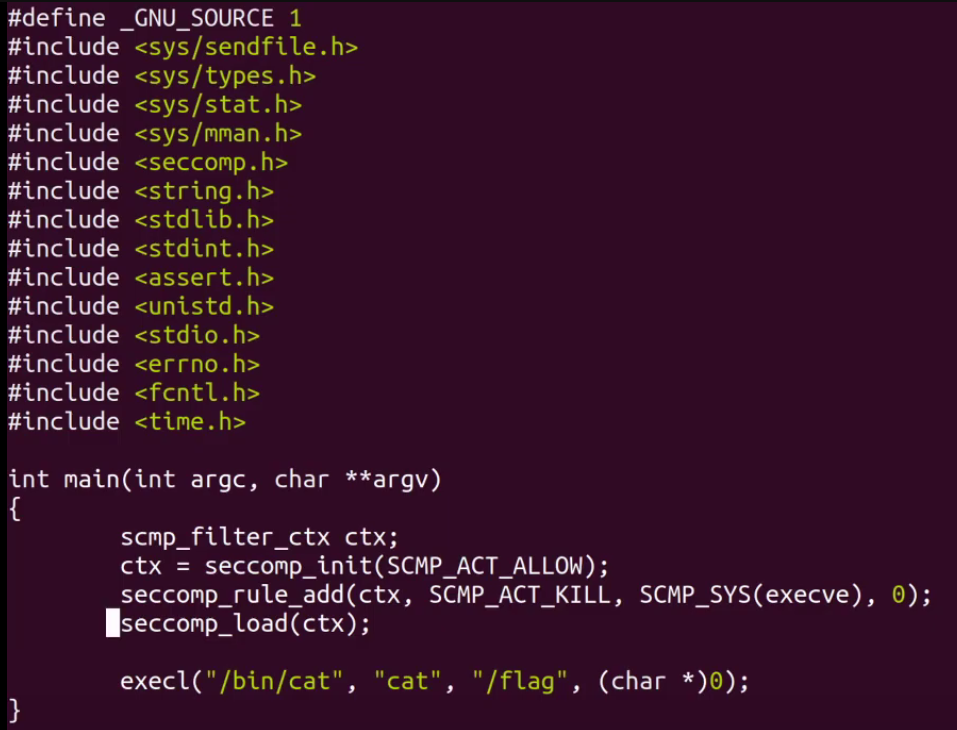 #define _GNU_SOURCE 1
#include <sys/sendfile.h>
#include <sys/types.h>
#include <sys/stat.h>
#include <sys/mman.h>
#include <seccomp.h>
#include <string.h>
#include <stdlib.h>
#include <stdint.h>
#include <assert.h>
#include <unistd.h>
#include <stdio.h>
#include <errno.h>
#include <fcntl.h>
#include <time.h>

int main(int argc, char **argv)
{
        scmp_filter_ctx ctx;
        ctx = seccomp_init(SCMP_ACT_ALLOW);
        seccomp_rule_add(ctx, SCMP_ACT_KILL, SCMP_SYS(execve), 0);
        seccomp_load(ctx);

        execl("/bin/cat", "cat", "/flag", (char *)0);
}